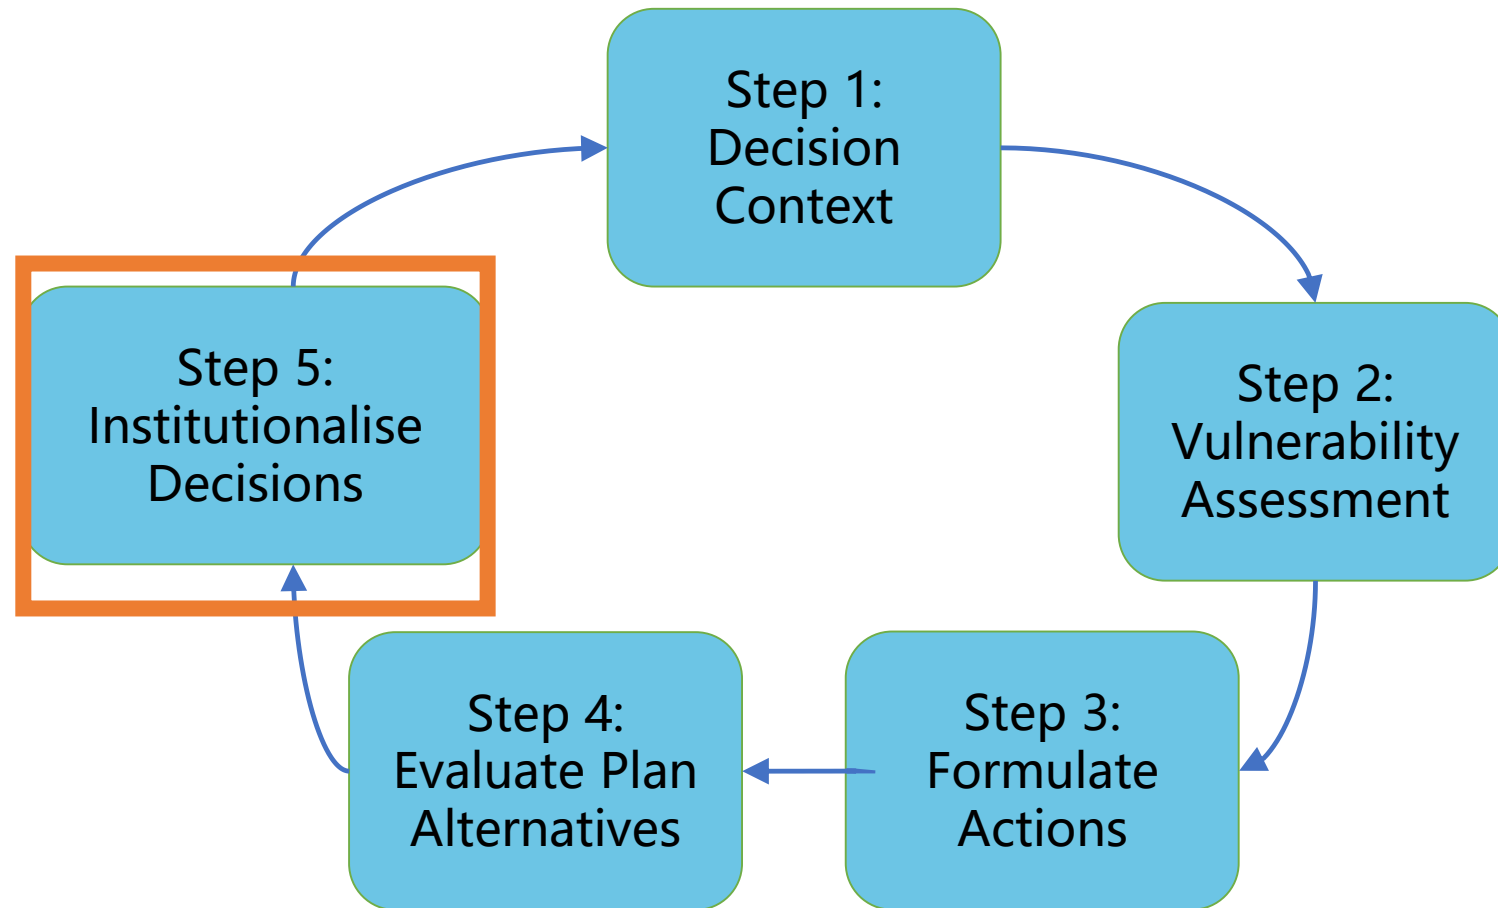 Step 1:
Decision
Context
Step 2:
Vulnerability
Assessment
Step 3:
Formulate
Actions
Step 4:
Evaluate Plan
Alternatives
Step 5:
Institutionalise
Decisions